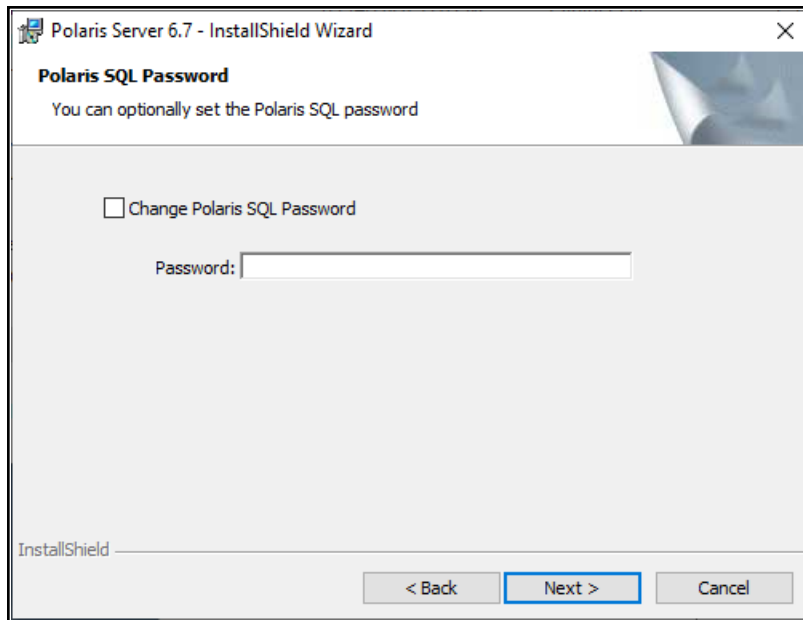 Polaris Server 6.7 - InstallShield Wizard
Polaris SQL Password
You can optionally set the Polaris SQL password
Change Polaris SQL Password
Password:
InstallShield
< Back
Next >
Cancel